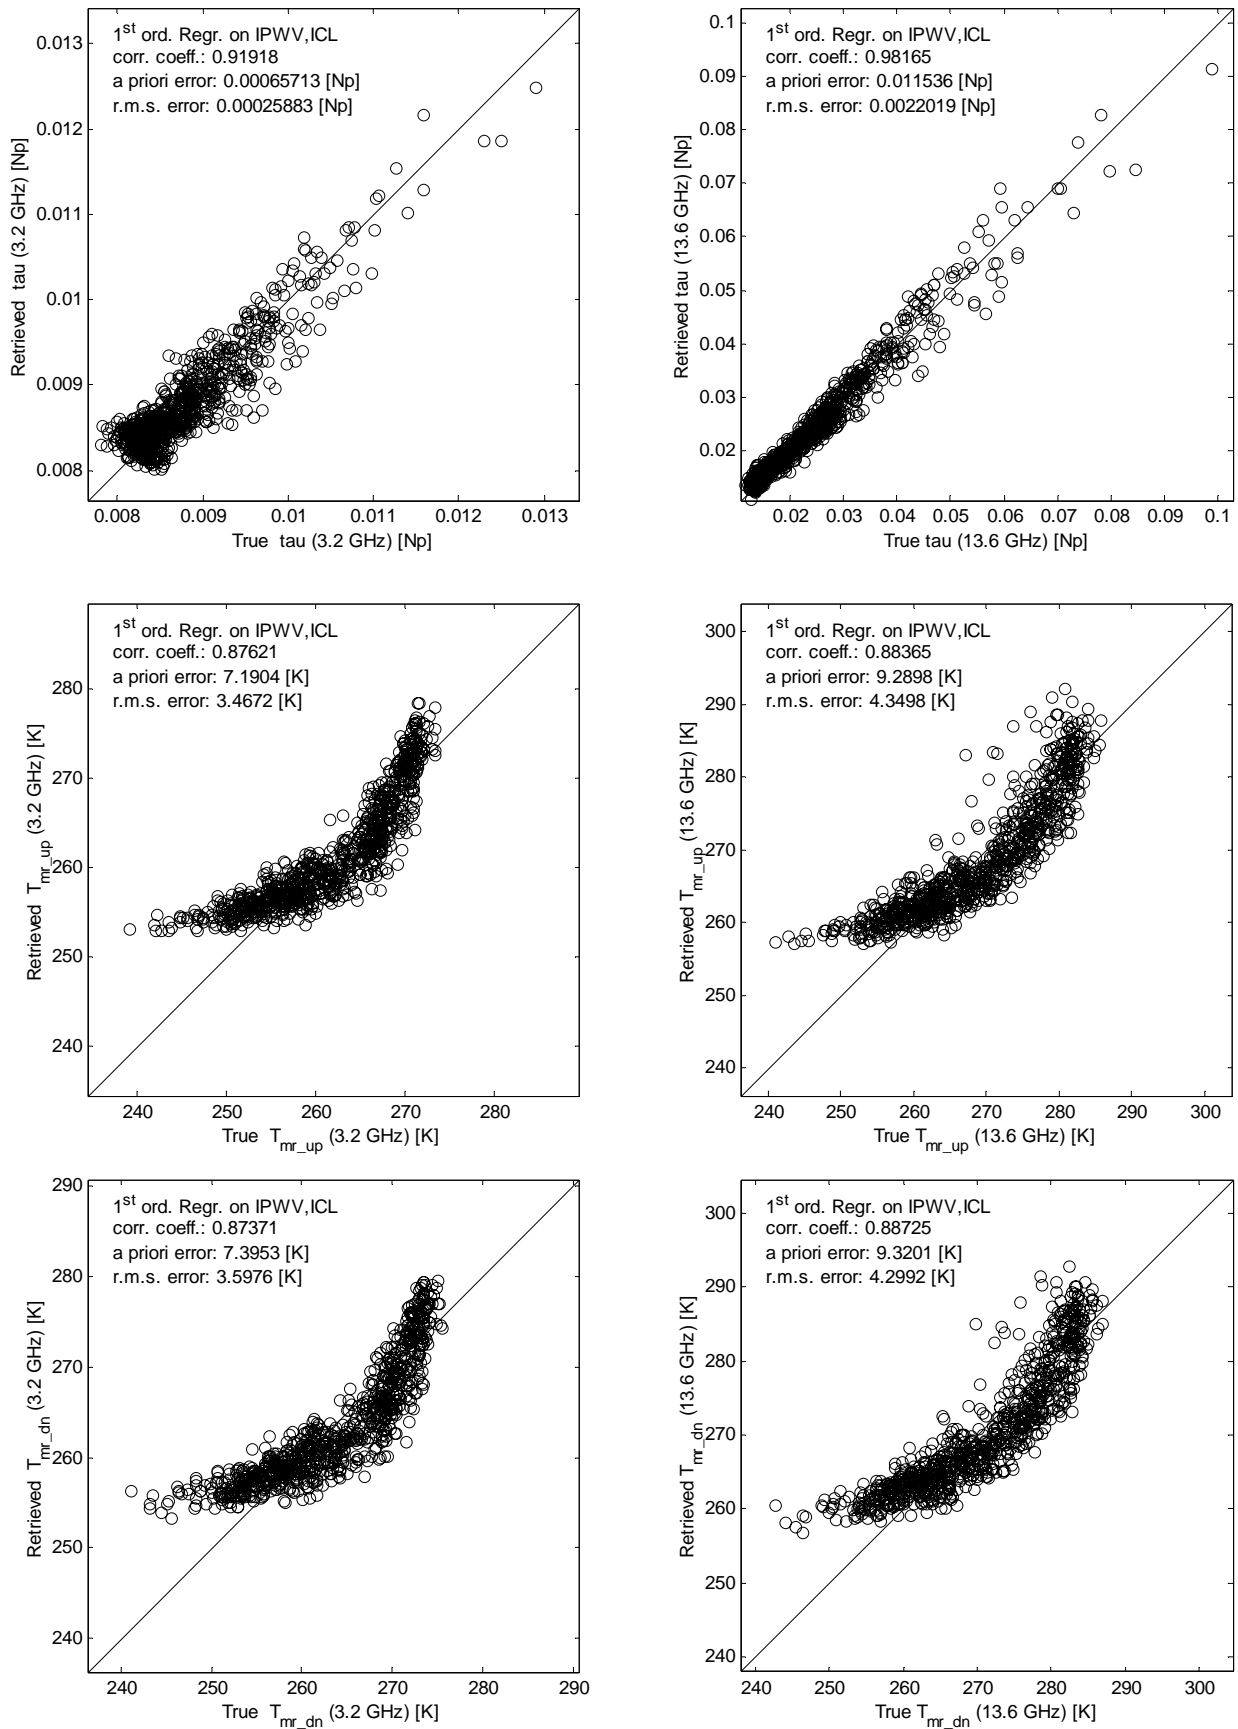 1st ord. Regr. on IPWV,ICL
corr. coeff.: 0.91918
a priori error: 0.00065713 [Np]
r.m.s. error: 0.00025883 [Np]
Retrieved tau (3.2 GHz) [Np]
0.013
0.012
0.011
0.01
0.009
0.008
0.008 0.009 0.01 0.011 0.012 0.013
True tau (3.2 GHz) [Np]
1st ord. Regr. on IPWV,ICL
corr. coeff.: 0.98165
a priori error: 0.011536 [Np]
r.m.s. error: 0.0022019 [Np]
Retrieved tau (13.6 GHz) [Np]
0.1
0.09
0.08
0.07
0.06
0.05
0.04
0.03
0.02
0.02 0.03 0.04 0.05 0.06 0.07 0.08 0.09 0.1
True tau (13.6 GHz) [Np]
1st ord. Regr. on IPWV,ICL
corr. coeff.: 0.87621
a priori error: 7.1904 [K]
r.m.s. error: 3.4672 [K]
Retrieved Tmr_up (3.2 GHz) [K]
280
270
260
250
240
240 250 260 270 280
True Tmr_up (3.2 GHz) [K]
1st ord. Regr. on IPWV,ICL
corr. coeff.: 0.88365
a priori error: 9.2898 [K]
r.m.s. error: 4.3498 [K]
Retrieved Tmr_up (13.6 GHz) [K]
300
290
280
270
260
250
240
240 250 260 270 280 290 300
True Tmr_up (13.6 GHz) [K]
1st ord. Regr. on IPWV,ICL
corr. coeff.: 0.87371
a priori error: 7.3953 [K]
r.m.s. error: 3.5976 [K]
Retrieved Tmr_dn (3.2 GHz) [K]
290
280
270
260
250
240
240 250 260 270 280 290
True Tmr_dn (3.2 GHz) [K]
1st ord. Regr. on IPWV,ICL
corr. coeff.: 0.88725
a priori error: 9.3201 [K]
r.m.s. error: 4.2992 [K]
Retrieved Tmr_dn (13.6 GHz) [K]
300
290
280
270
260
250
240
240 250 260 270 280 290 300
True Tmr_dn (13.6 GHz) [K]